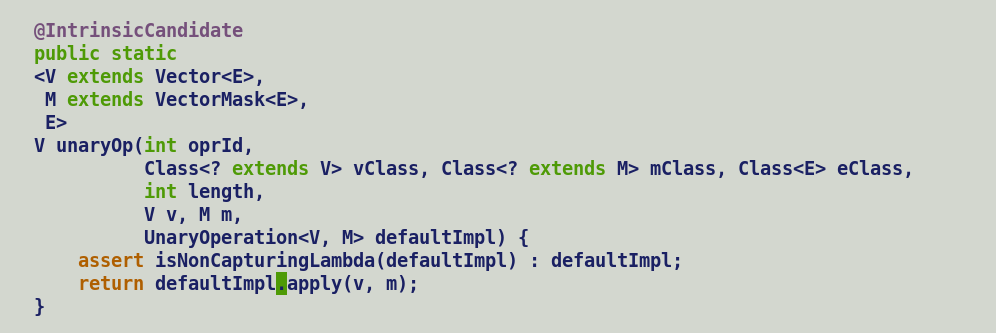 @IntrinsicCandidate
public static
<V extends Vector<E>,
 M extends VectorMask<E>,
 E>
V unaryOp(int oprId,
          Class<? extends V> vClass, Class<? extends M> mClass, Class<E> eClass,
          int length,
          V v, M m,
          UnaryOperation<V, M> defaultImpl) {
    assert isNonCapturingLambda(defaultImpl) : defaultImpl;
    return defaultImpl.apply(v, m);
}